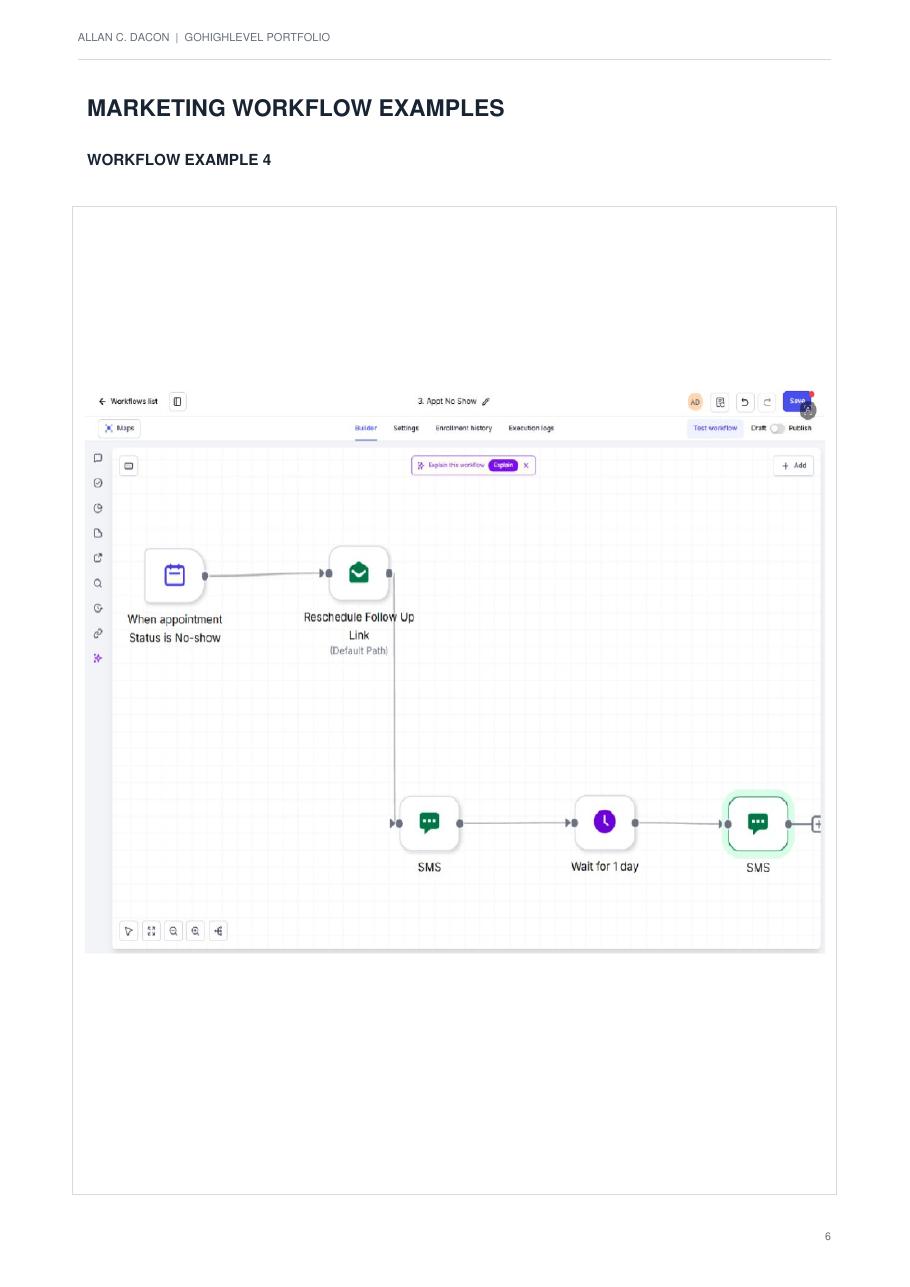 ALLAN C. DACON | GOHIGHLEVEL PORTFOLIO
MARKETING WORKFLOW EXAMPLES
WORKFLOW EXAMPLE 4
Workflows list
3. Appt No Show
AD
Save
Maps
Builder Settings Enrollment history Execution logs
Test workflow Draft Publish
Explain this workflow Explain X
+ Add
When appointment
Status is No-show
Reschedule Follow Up
Link
(Default Path)
SMS
Wait for 1 day
SMS
6